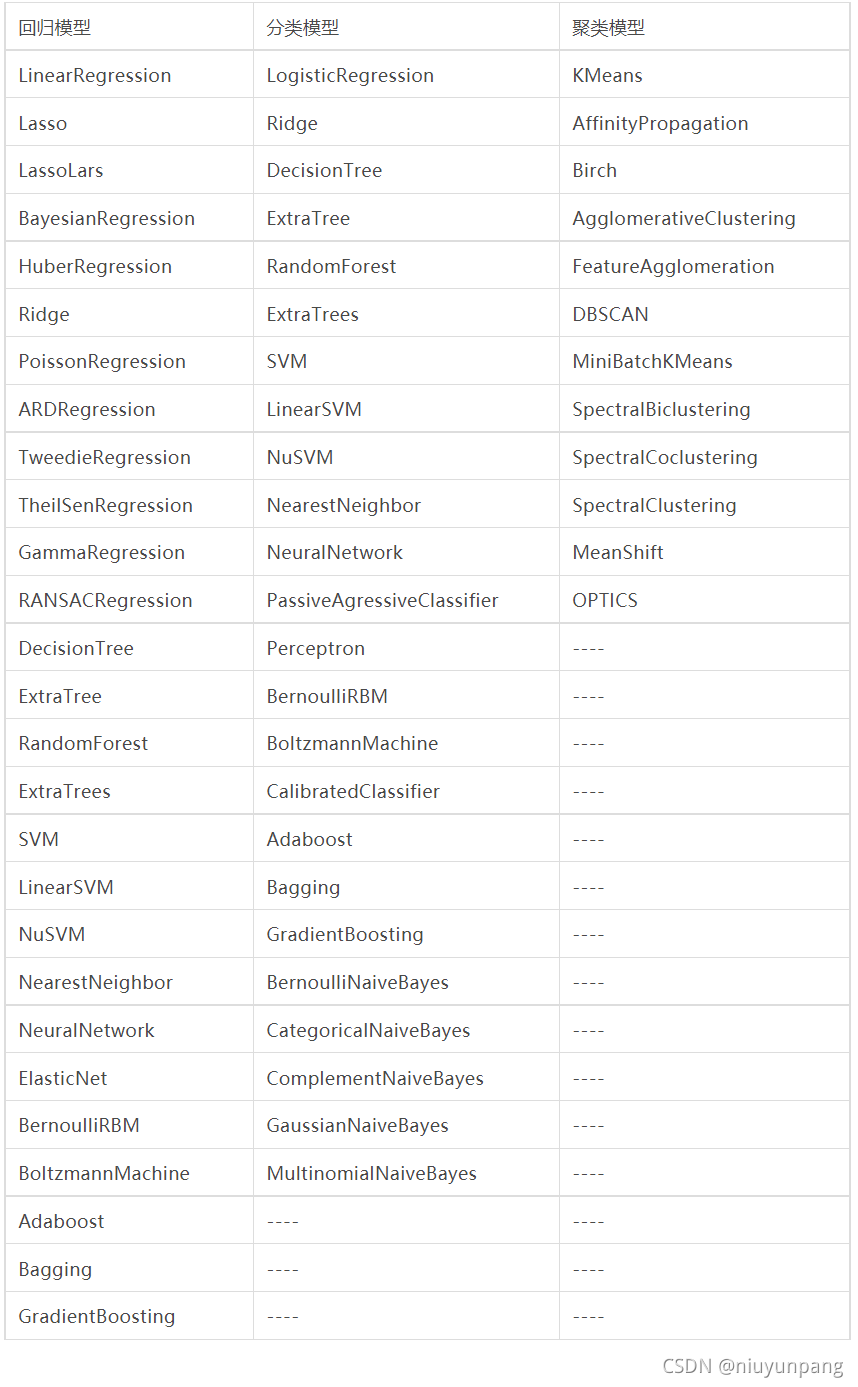 回归模型 分类模型 聚类模型
LinearRegression LogisticRegression KMeans
Lasso Ridge AffinityPropagation
LassoLars DecisionTree Birch
BayesianRegression ExtraTree AgglomerativeClustering
HuberRegression RandomForest FeatureAgglomeration
Ridge ExtraTrees DBSCAN
PoissonRegression SVM MiniBatchKMeans
ARDRegression LinearSVM SpectralBiclustering
TweedieRegression NuSVM SpectralCoclustering
TheilSenRegression NearestNeighbor SpectralClustering
GammaRegression NeuralNetwork MeanShift
RANSACRegression PassiveAgressiveClassifier OPTICS
DecisionTree Perceptron ----
ExtraTree BernoulliRBM ----
RandomForest BoltzmannMachine ----
ExtraTrees CalibratedClassifier ----
SVM Adaboost ----
LinearSVM Bagging ----
NuSVM GradientBoosting ----
NearestNeighbor BernoulliNaiveBayes ----
NeuralNetwork CategoricalNaiveBayes ----
ElasticNet ComplementNaiveBayes ----
BernoulliRBM GaussianNaiveBayes ----
BoltzmannMachine MultinomialNaiveBayes ----
Adaboost ---- ----
Bagging ---- ----
GradientBoosting ---- ----
CSDN @niuyunpang